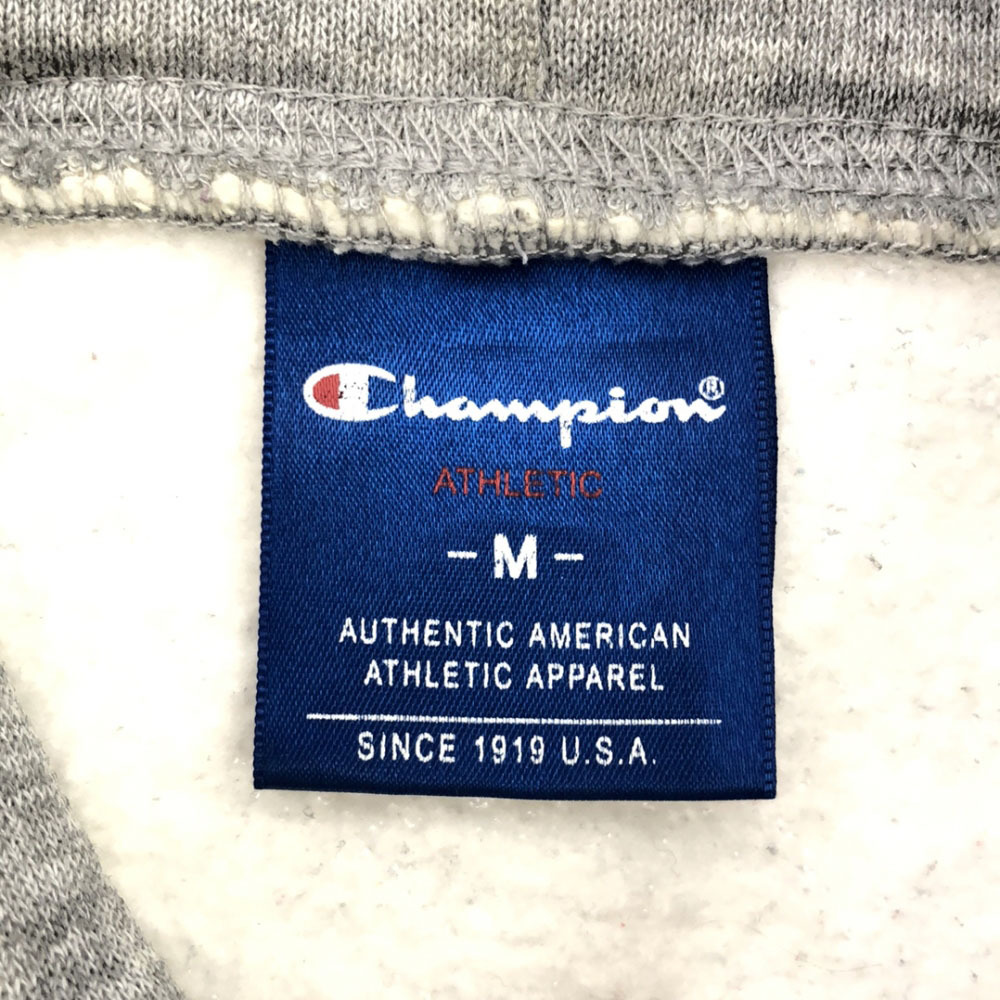 Champion®
ATHLETIC
- M -
AUTHENTIC AMERICAN
ATHLETIC APPAREL
SINCE 1919 U.S.A.